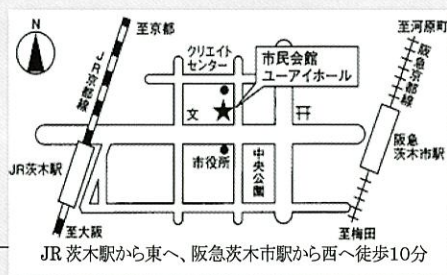 N
至京都
JR京都線
JR茨木駅
至大阪
クリエイト
センター
市民会館
ユーアイホール
文
市役所
中央公園
至河原町
阪急京都線
阪急
茨木市駅
至梅田
JR茨木駅から東へ、阪急茨木市駅から西へ徒歩10分